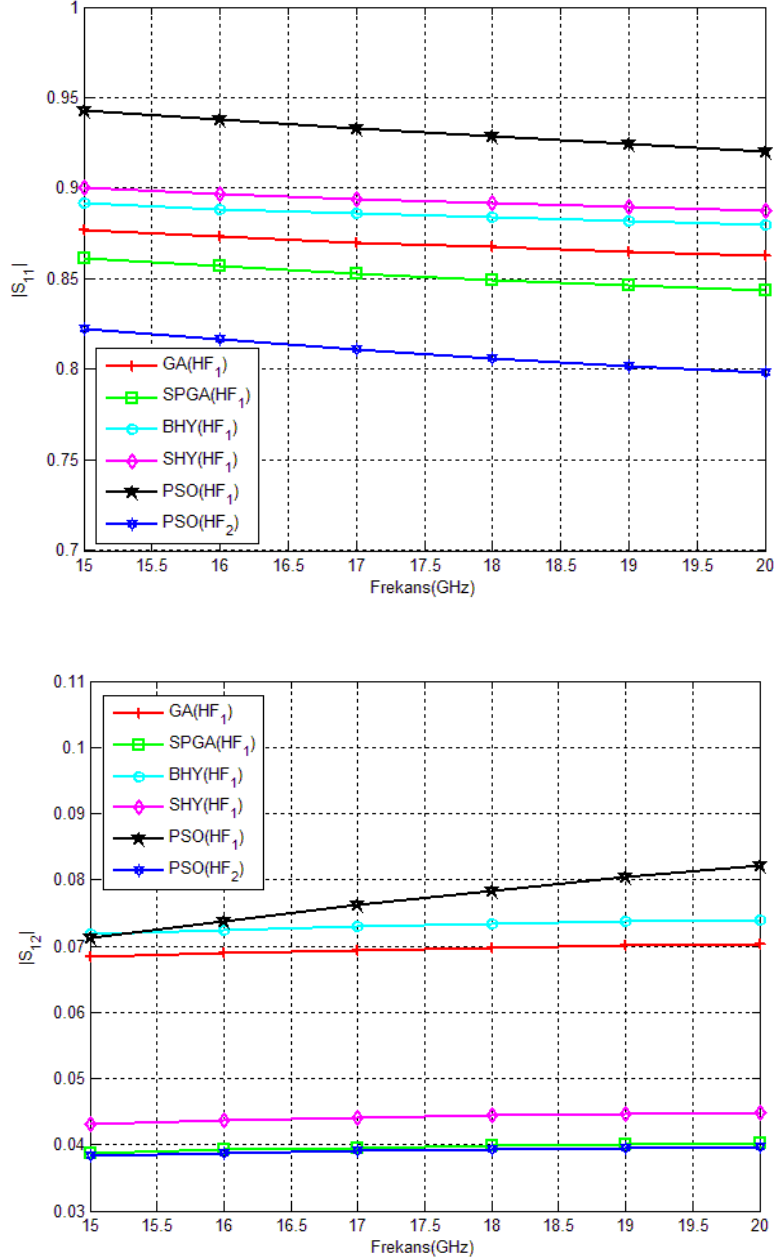 1
0.95
0.9
0.85
0.8
0.75
0.7
|S11|
GA(HF1)
SPGA(HF1)
BHY(HF1)
SHY(HF1)
PSO(HF1)
PSO(HF2)
15 15.5 16 16.5 17 17.5 18 18.5 19 19.5 20
Frekans(GHz)
0.11
0.1
0.09
0.08
0.07
0.06
0.05
0.04
0.03
|S12|
GA(HF1)
SPGA(HF1)
BHY(HF1)
SHY(HF1)
PSO(HF1)
PSO(HF2)
15 15.5 16 16.5 17 17.5 18 18.5 19 19.5 20
Frekans(GHz)